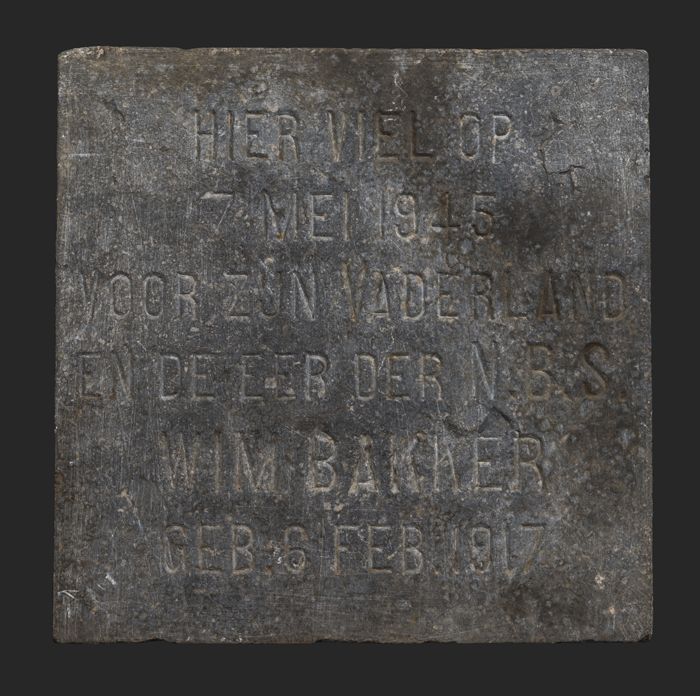 HIER VIEL OP
7 MEI 1945
VOOR ZIJN VADERLAND
EN DE EER DER N.B.S.
WIM BAKKER
GEB. 6 FEB. 1917